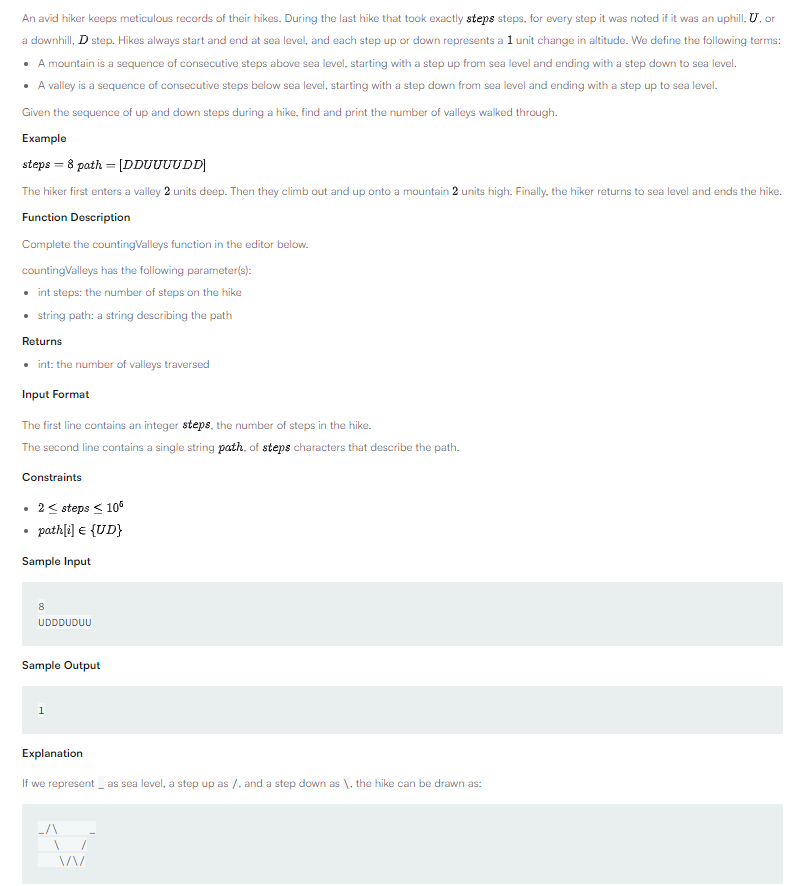 An avid hiker keeps meticulous records of their hikes. During the last hike that took exactly steps steps, for every step it was noted if it was an uphill, U, or
a downhill, D step. Hikes always start and end at sea level, and each step up or down represents a 1 unit change in altitude. We define the following terms:
• A mountain is a sequence of consecutive steps above sea level, starting with a step up from sea level and ending with a step down to sea level.
• A valley is a sequence of consecutive steps below sea level, starting with a step down from sea level and ending with a step up to sea level.
Given the sequence of up and down steps during a hike, find and print the number of valleys walked through.
Example
steps = 8 path = [DDUUUUDD]
The hiker first enters a valley 2 units deep. Then they climb out and up onto a mountain 2 units high. Finally, the hiker returns to sea level and ends the hike.
Function Description
Complete the countingValleys function in the editor below.
countingValleys has the following parameter(s):
• int steps: the number of steps on the hike
• string path: a string describing the path
Returns
• int: the number of valleys traversed
Input Format
The first line contains an integer steps, the number of steps in the hike.
The second line contains a single string path, of steps characters that describe the path.
Constraints
• 2 ≤ steps ≤ 10⁶
• path[i] ∈ {UD}
Sample Input
8
UDDDUDUU
Sample Output
1
Explanation
If we represent _ as sea level, a step up as /, and a step down as \, the hike can be drawn as:
_/\      _
   \    /
    \/\/